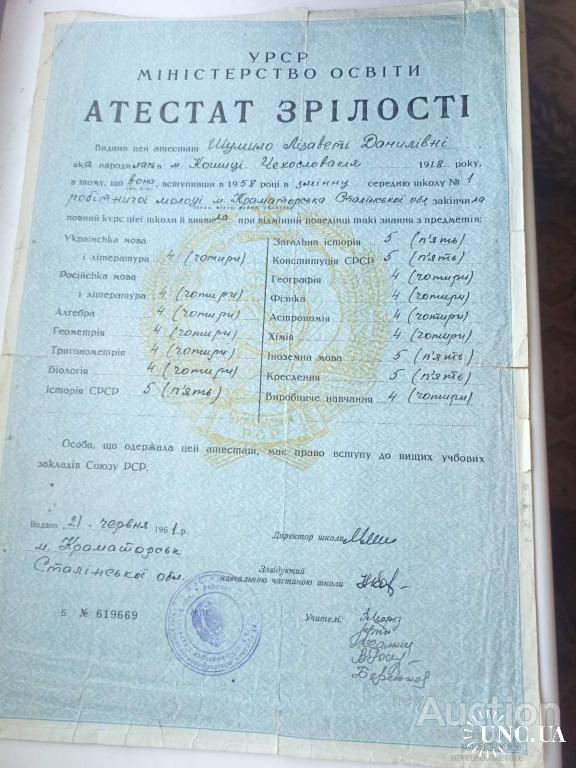 УРСР
МІНІСТЕРСТВО ОСВІТИ
АТЕСТАТ ЗРІЛОСТІ
Видано цей атестат Шумило Лізаветь Данилівні
яка народилась в м. Кошиці Чехословакія 1918 року,
в тому, що вона, вступивши в 1958 році в змінну середню школу № 1
робітничої молоді м. Краматорська Сталінської обл. закінчила
повний курс цієї школи й виявила при відмінній поведінці такі знання з предметів:
Українська мова
і література 4 (чотири)
Російська мова
і література 4 (чотири)
Алгебра 4 (чотири)
Геометрія 4 (чотири)
Тригонометрія 4 (чотири)
Біологія 4 (чотири)
Історія СРСР 5 (п'ять)
Загальна історія 5 (п'ять)
Конституція СРСР 5 (п'ять)
Географія 4 (чотири)
Фізика 4 (чотири)
Астрономія 4 (чотири)
Хімія 4 (чотири)
Іноземна мова 5 (п'ять)
Креслення 5 (п'ять)
Виробниче навчання 4 (чотири)
УКРАЇНСЬКА
РСР
Особа, що одержала цей атестат, має право вступу до вищих учбових
закладів Союзу РСР.
Видано 21 червня 1961 р.
м. Краматорськ
Сталінської обл.
Директор школи
Завідуючий
навчальною частиною школи
Б № 619669
М.П.
Учителі:
Auction
UNC.UA